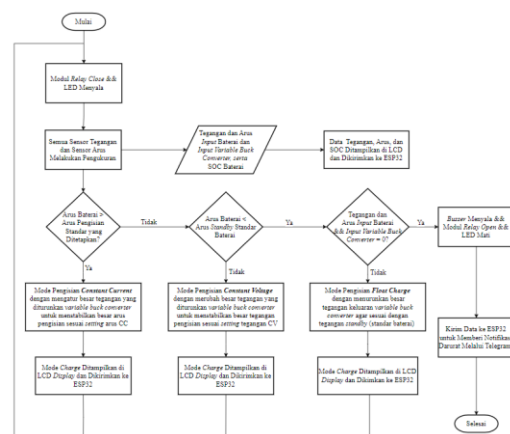 Mulai
Modul Relay Close &&
LED Menyala
Semua Sensor Tegangan
dan Sensor Arus
Melakukan Pengukuran
Tegangan dan Arus
Input Baterai dan
Input Variable Buck
Converter, serta
SOC Baterai
Data Tegangan, Arus, dan
SOC Ditampilkan di LCD
dan Dikirimkan ke ESP32
Arus Baterai >
Arus Pengisian
Standar yang
Ditetapkan?
Tidak
Arus Baterai <
Arus Standby Standar
Baterai
Ya
Tegangan dan
Arus Input Baterai
&& Input Variable Buck
Converter = 0?
Ya
Buzzer Menyala &&
Modul Relay Open &&
LED Mati
Ya
Tidak
Tidak
Mode Pengisian Constant Current
dengan mengatur besar tegangan yang
diturunkan variable buck converter
untuk menstabilkan besar arus
pengisian sesuai setting arus CC
Mode Pengisian Constant Voltage
dengan merubah besar tegangan yang
diturunkan variable buck converter
untuk menstabilkan besar tegangan
pengisian sesuai setting tegangan CV
Mode Pengisian Float Charge
dengan menurunkan besar
tegangan keluaran variable buck
converter agar sesuai dengan
tegangan standby (standar baterai)
Kirim Data ke ESP32
untuk Memberi Notifikasi
Darurat Melalui Telegram
Mode Charge Ditampilkan di
LCD Display dan Dikirimkan ke
ESP32
Mode Charge Ditampilkan di
LCD Display dan Dikirimkan ke
ESP32
Mode Charge Ditampilkan di
LCD Display dan Dikirimkan ke
ESP32
Selesai